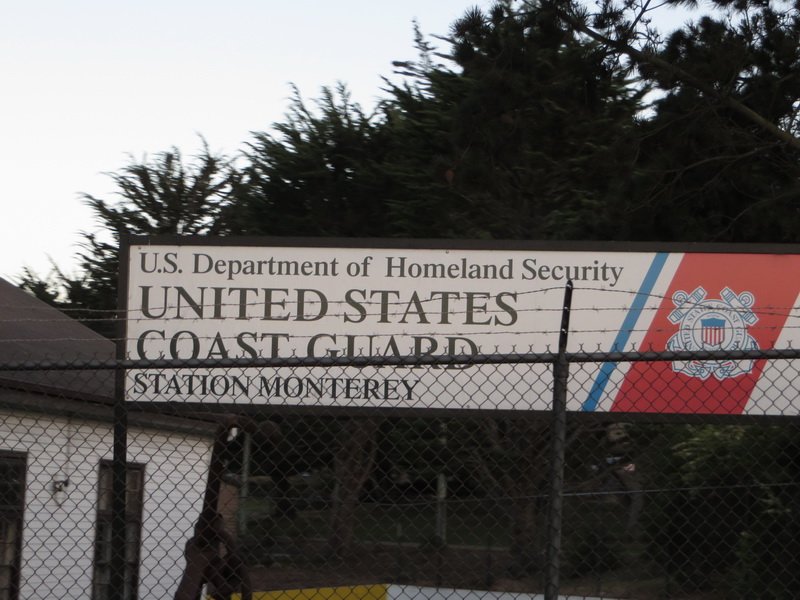 U.S. Department of Homeland Security
UNITED STATES
COAST GUARD
STATION MONTEREY